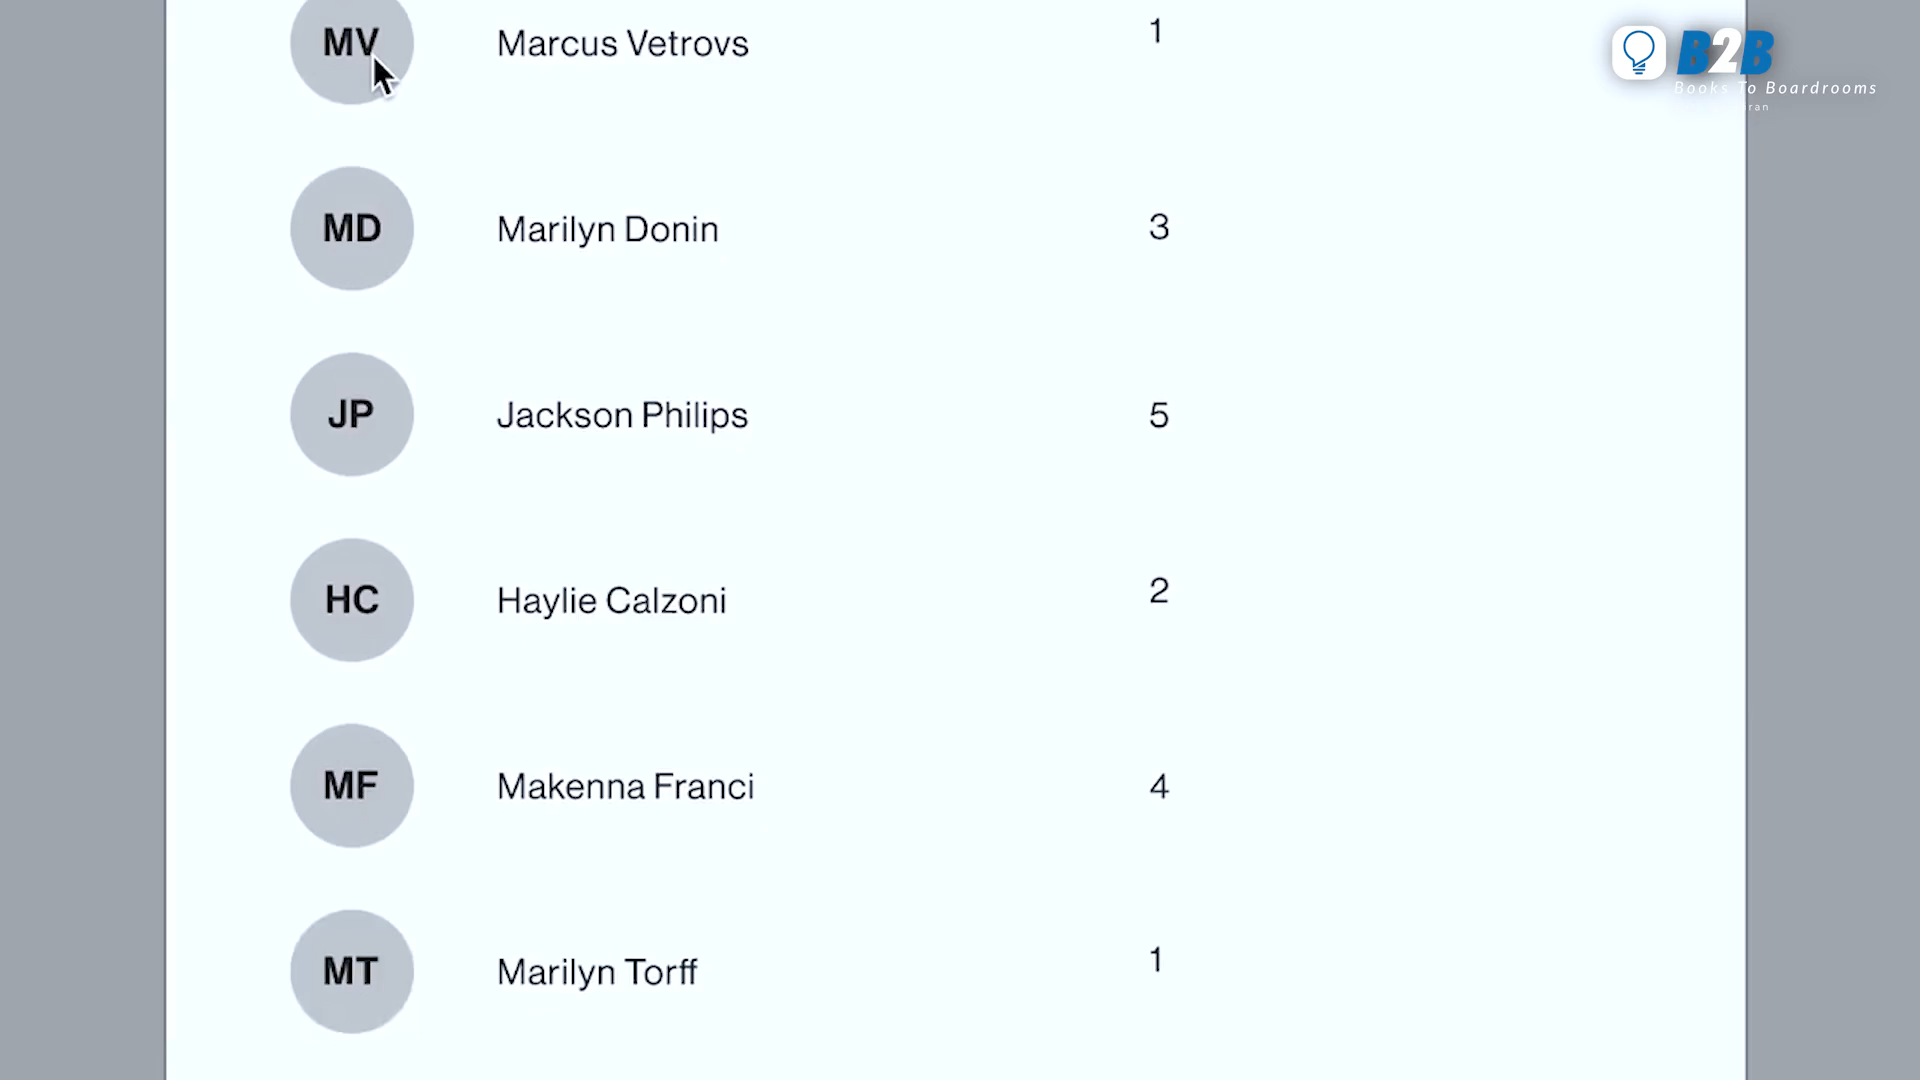 MV Marcus Vetrovs 1
B2B
Books To Boardrooms
MD Marilyn Donin 3
JP Jackson Philips 5
HC Haylie Calzoni 2
MF Makenna Franci 4
MT Marilyn Torff 1